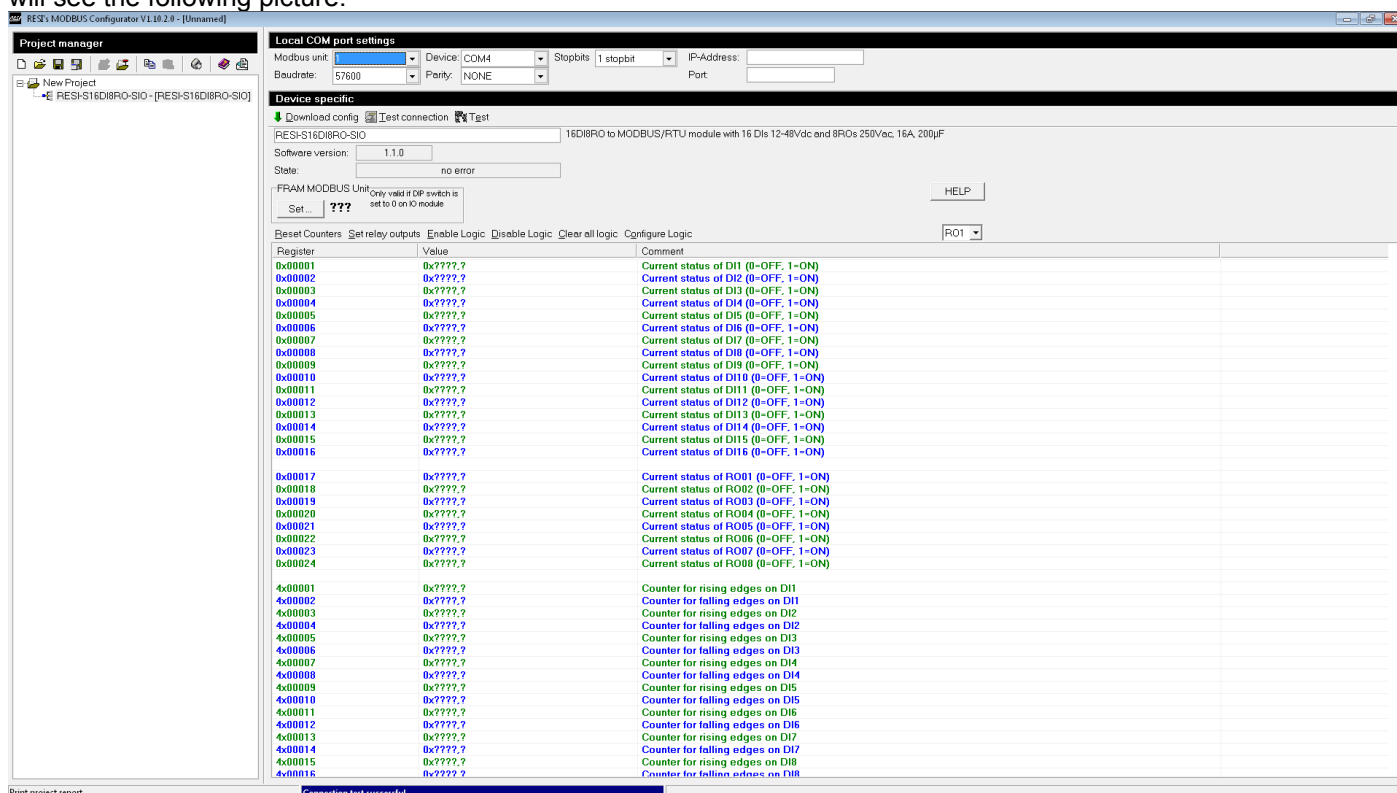 will see the following picture:
RESI's MODBUS Configurator V1.10.2.0 - [Unnamed]
Project manager
New Project
RESI-S16DI8RO-SIO - [RESI-S16DI8RO-SIO]
Local COM port settings
Modbus unit: 1 Device: COM4 Stopbits 1 stopbit IP-Address:
Baudrate: 57600 Parity: NONE Port:
Device specific
Download config Test connection Test
RESI-S16DI8RO-SIO 16DI8RO to MODBUS/RTU module with 16 DIs 12-48Vdc and 8ROs 250Vac, 16A, 200µF
Software version: 1.1.0
State: no error
FRAM MODBUS Unit
Only valid if DIP switch is
set to 0 on IO module
Set ... ???
HELP
Reset Counters Set relay outputs Enable Logic Disable Logic Clear all logic Configure Logic RO1
Register Value Comment
0x00001 0x????,? Current status of DI1 (0=OFF, 1=ON)
0x00002 0x????,? Current status of DI2 (0=OFF, 1=ON)
0x00003 0x????,? Current status of DI3 (0=OFF, 1=ON)
0x00004 0x????,? Current status of DI4 (0=OFF, 1=ON)
0x00005 0x????,? Current status of DI5 (0=OFF, 1=ON)
0x00006 0x????,? Current status of DI6 (0=OFF, 1=ON)
0x00007 0x????,? Current status of DI7 (0=OFF, 1=ON)
0x00008 0x????,? Current status of DI8 (0=OFF, 1=ON)
0x00009 0x????,? Current status of DI9 (0=OFF, 1=ON)
0x00010 0x????,? Current status of DI10 (0=OFF, 1=ON)
0x00011 0x????,? Current status of DI11 (0=OFF, 1=ON)
0x00012 0x????,? Current status of DI12 (0=OFF, 1=ON)
0x00013 0x????,? Current status of DI13 (0=OFF, 1=ON)
0x00014 0x????,? Current status of DI14 (0=OFF, 1=ON)
0x00015 0x????,? Current status of DI15 (0=OFF, 1=ON)
0x00016 0x????,? Current status of DI16 (0=OFF, 1=ON)
0x00017 0x????,? Current status of RO01 (0=OFF, 1=ON)
0x00018 0x????,? Current status of RO02 (0=OFF, 1=ON)
0x00019 0x????,? Current status of RO03 (0=OFF, 1=ON)
0x00020 0x????,? Current status of RO04 (0=OFF, 1=ON)
0x00021 0x????,? Current status of RO05 (0=OFF, 1=ON)
0x00022 0x????,? Current status of RO06 (0=OFF, 1=ON)
0x00023 0x????,? Current status of RO07 (0=OFF, 1=ON)
0x00024 0x????,? Current status of RO08 (0=OFF, 1=ON)
4x00001 0x????,? Counter for rising edges on DI1
4x00002 0x????,? Counter for falling edges on DI1
4x00003 0x????,? Counter for rising edges on DI2
4x00004 0x????,? Counter for falling edges on DI2
4x00005 0x????,? Counter for rising edges on DI3
4x00006 0x????,? Counter for falling edges on DI3
4x00007 0x????,? Counter for rising edges on DI4
4x00008 0x????,? Counter for falling edges on DI4
4x00009 0x????,? Counter for rising edges on DI5
4x00010 0x????,? Counter for falling edges on DI5
4x00011 0x????,? Counter for rising edges on DI6
4x00012 0x????,? Counter for falling edges on DI6
4x00013 0x????,? Counter for rising edges on DI7
4x00014 0x????,? Counter for falling edges on DI7
4x00015 0x????,? Counter for rising edges on DI8
4x00016 0x????,? Counter for falling edges on DI8
Print project report Connection test successful